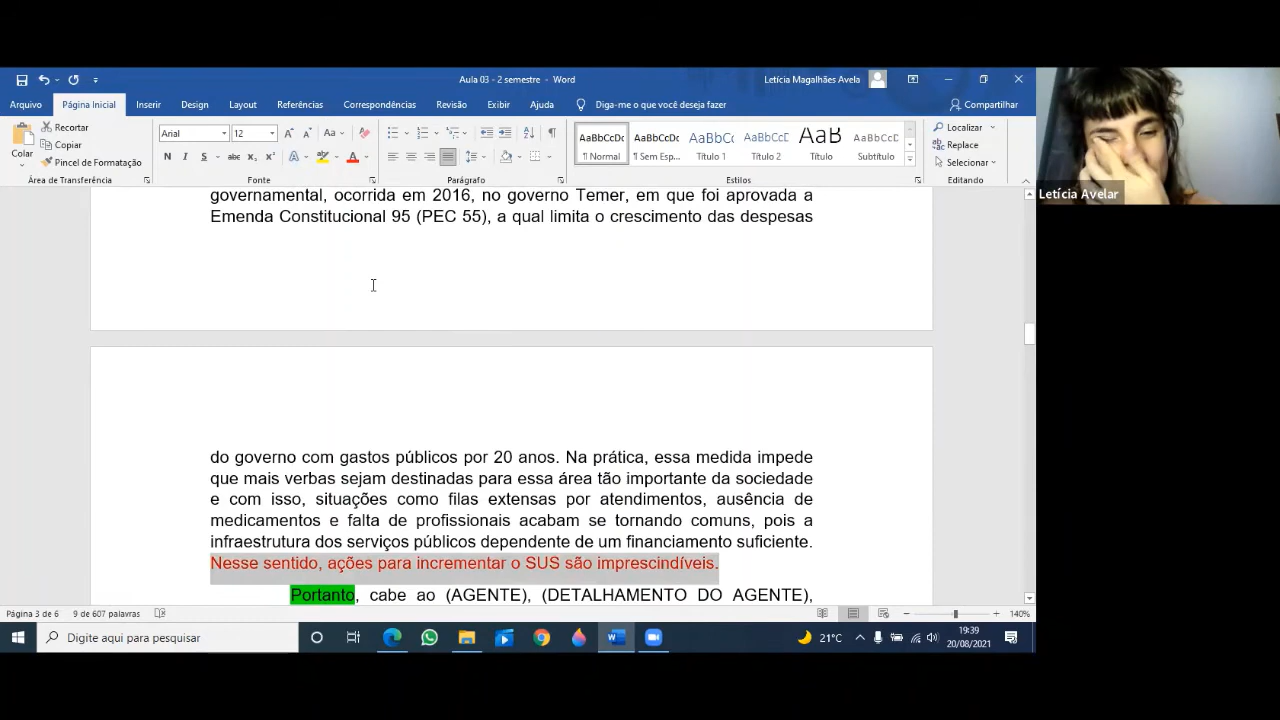 Aula 03 - 2 semestre - Word
Letícia Magalhães Avela
Arquivo Página Inicial Inserir Design Layout Referências Correspondências Revisão Exibir Ajuda Diga-me o que você deseja fazer Compartilhar
Colar
Recortar
Copiar
Pincel de Formatação
Área de Transferência
Arial 12
Aa
N I S abc x₂ x²
Fonte
Parágrafo
AaBbCcDc AaBbCcDc AaBbCc AaBbCcD AaB AaBbCcD
¶ Normal ¶ Sem Esp... Título 1 Título 2 Título Subtítulo
Estilos
Localizar
Replace
Selecionar
Editando
Letícia Avelar
governamental, corrida em 2016, no governo Temer, em que foi aprovada a
Emenda Constitucional 95 (PEC 55), a qual limita o crescimento das despesas
do governo com gastos públicos por 20 anos. Na prática, essa medida impede
que mais verbas sejam destinadas para essa área tão importante da sociedade
e com isso, situações como filas extensas por atendimentos, ausência de
medicamentos e falta de profissionais acabam se tornando comuns, pois a
infraestrutura dos serviços públicos dependente de um financiamento suficiente.
Nesse sentido, ações para incrementar o SUS são imprescindíveis.
Portanto, cabe ao (AGENTE), (DETALHAMENTO DO AGENTE),
Página 3 de 6 9 de 607 palavras 140%
Digite aqui para pesquisar
21°C
19:39
20/08/2021